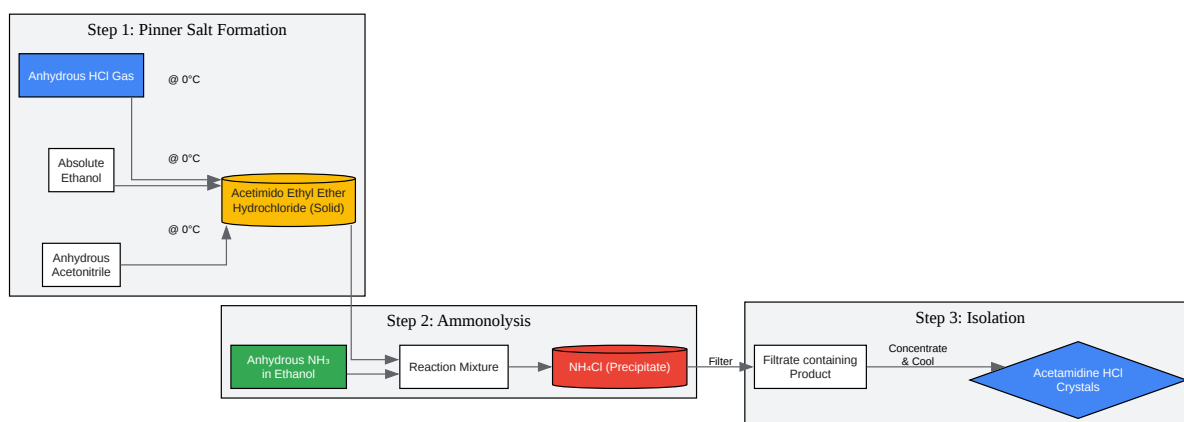 Step 1: Pinner Salt Formation
Anhydrous HCl Gas
@ 0°C
Absolute
Ethanol
@ 0°C
Acetimido Ethyl Ether
Hydrochloride (Solid)
@ 0°C
Anhydrous
Acetonitrile
Step 2: Ammonolysis
Anhydrous NH₃
in Ethanol
Reaction Mixture
NH₄Cl (Precipitate)
Filter
Step 3: Isolation
Filtrate containing
Product
Concentrate
& Cool
Acetamidine HCl
Crystals